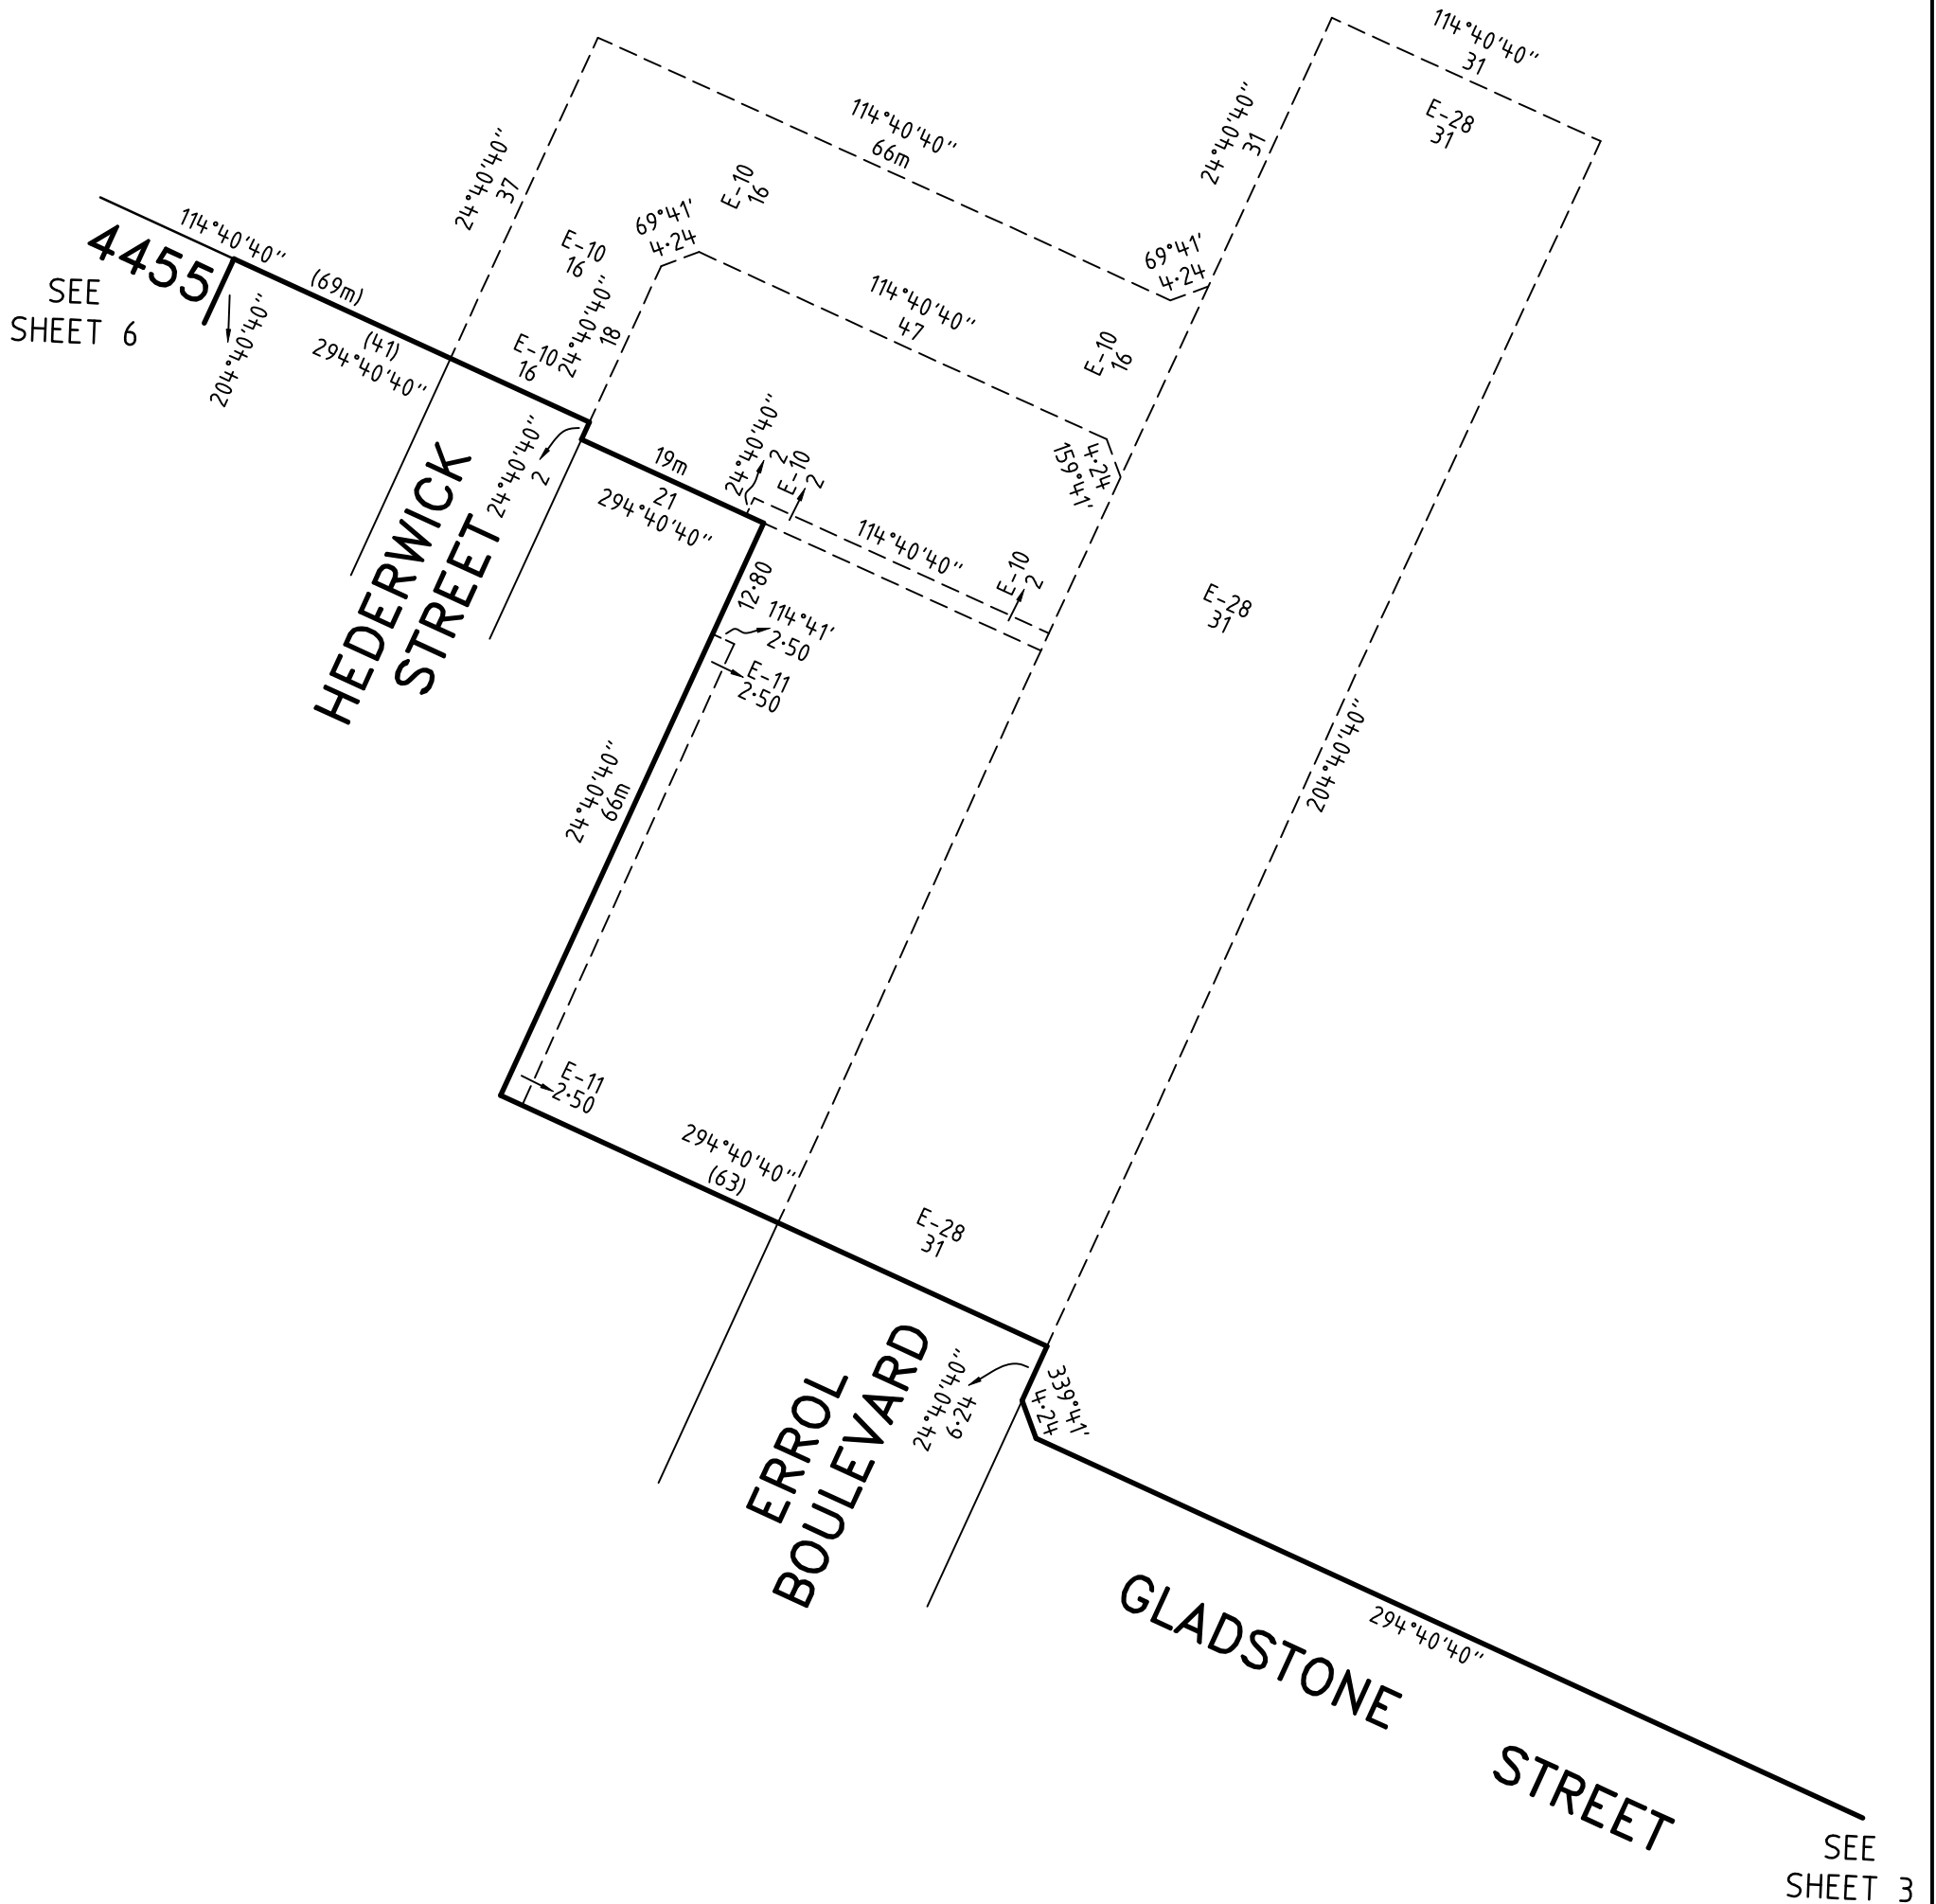 114°40'40"
31
E-28
31
24°40'40"
31
114°40'40"
66m
E-10
16
24°40'40"
37
69°41'
4·24
69°41'
4·24
E-10
16
114°40'40"
4455
SEE
SHEET 6
(69m)
(41)
294°40'40"
204°40'40"
E-10
16
24°40'40"
18
114°40'40"
47
E-10
16
159°41'
4·24
24°40'40"
2
19m
21
294°40'40"
24°40'40"
2
E-10
2
114°40'40"
E-10
2
HEDERWICK
STREET
12·80
114°41'
2·50
E-11
2·50
E-28
31
24°40'40"
66m
204°40'40"
E-11
2·50
294°40'40"
(63)
E-28
31
24°40'40"
6·24
339°41'
4·24
ERROL
BOULEVARD
GLADSTONE STREET
294°40'40"
SEE
SHEET 3